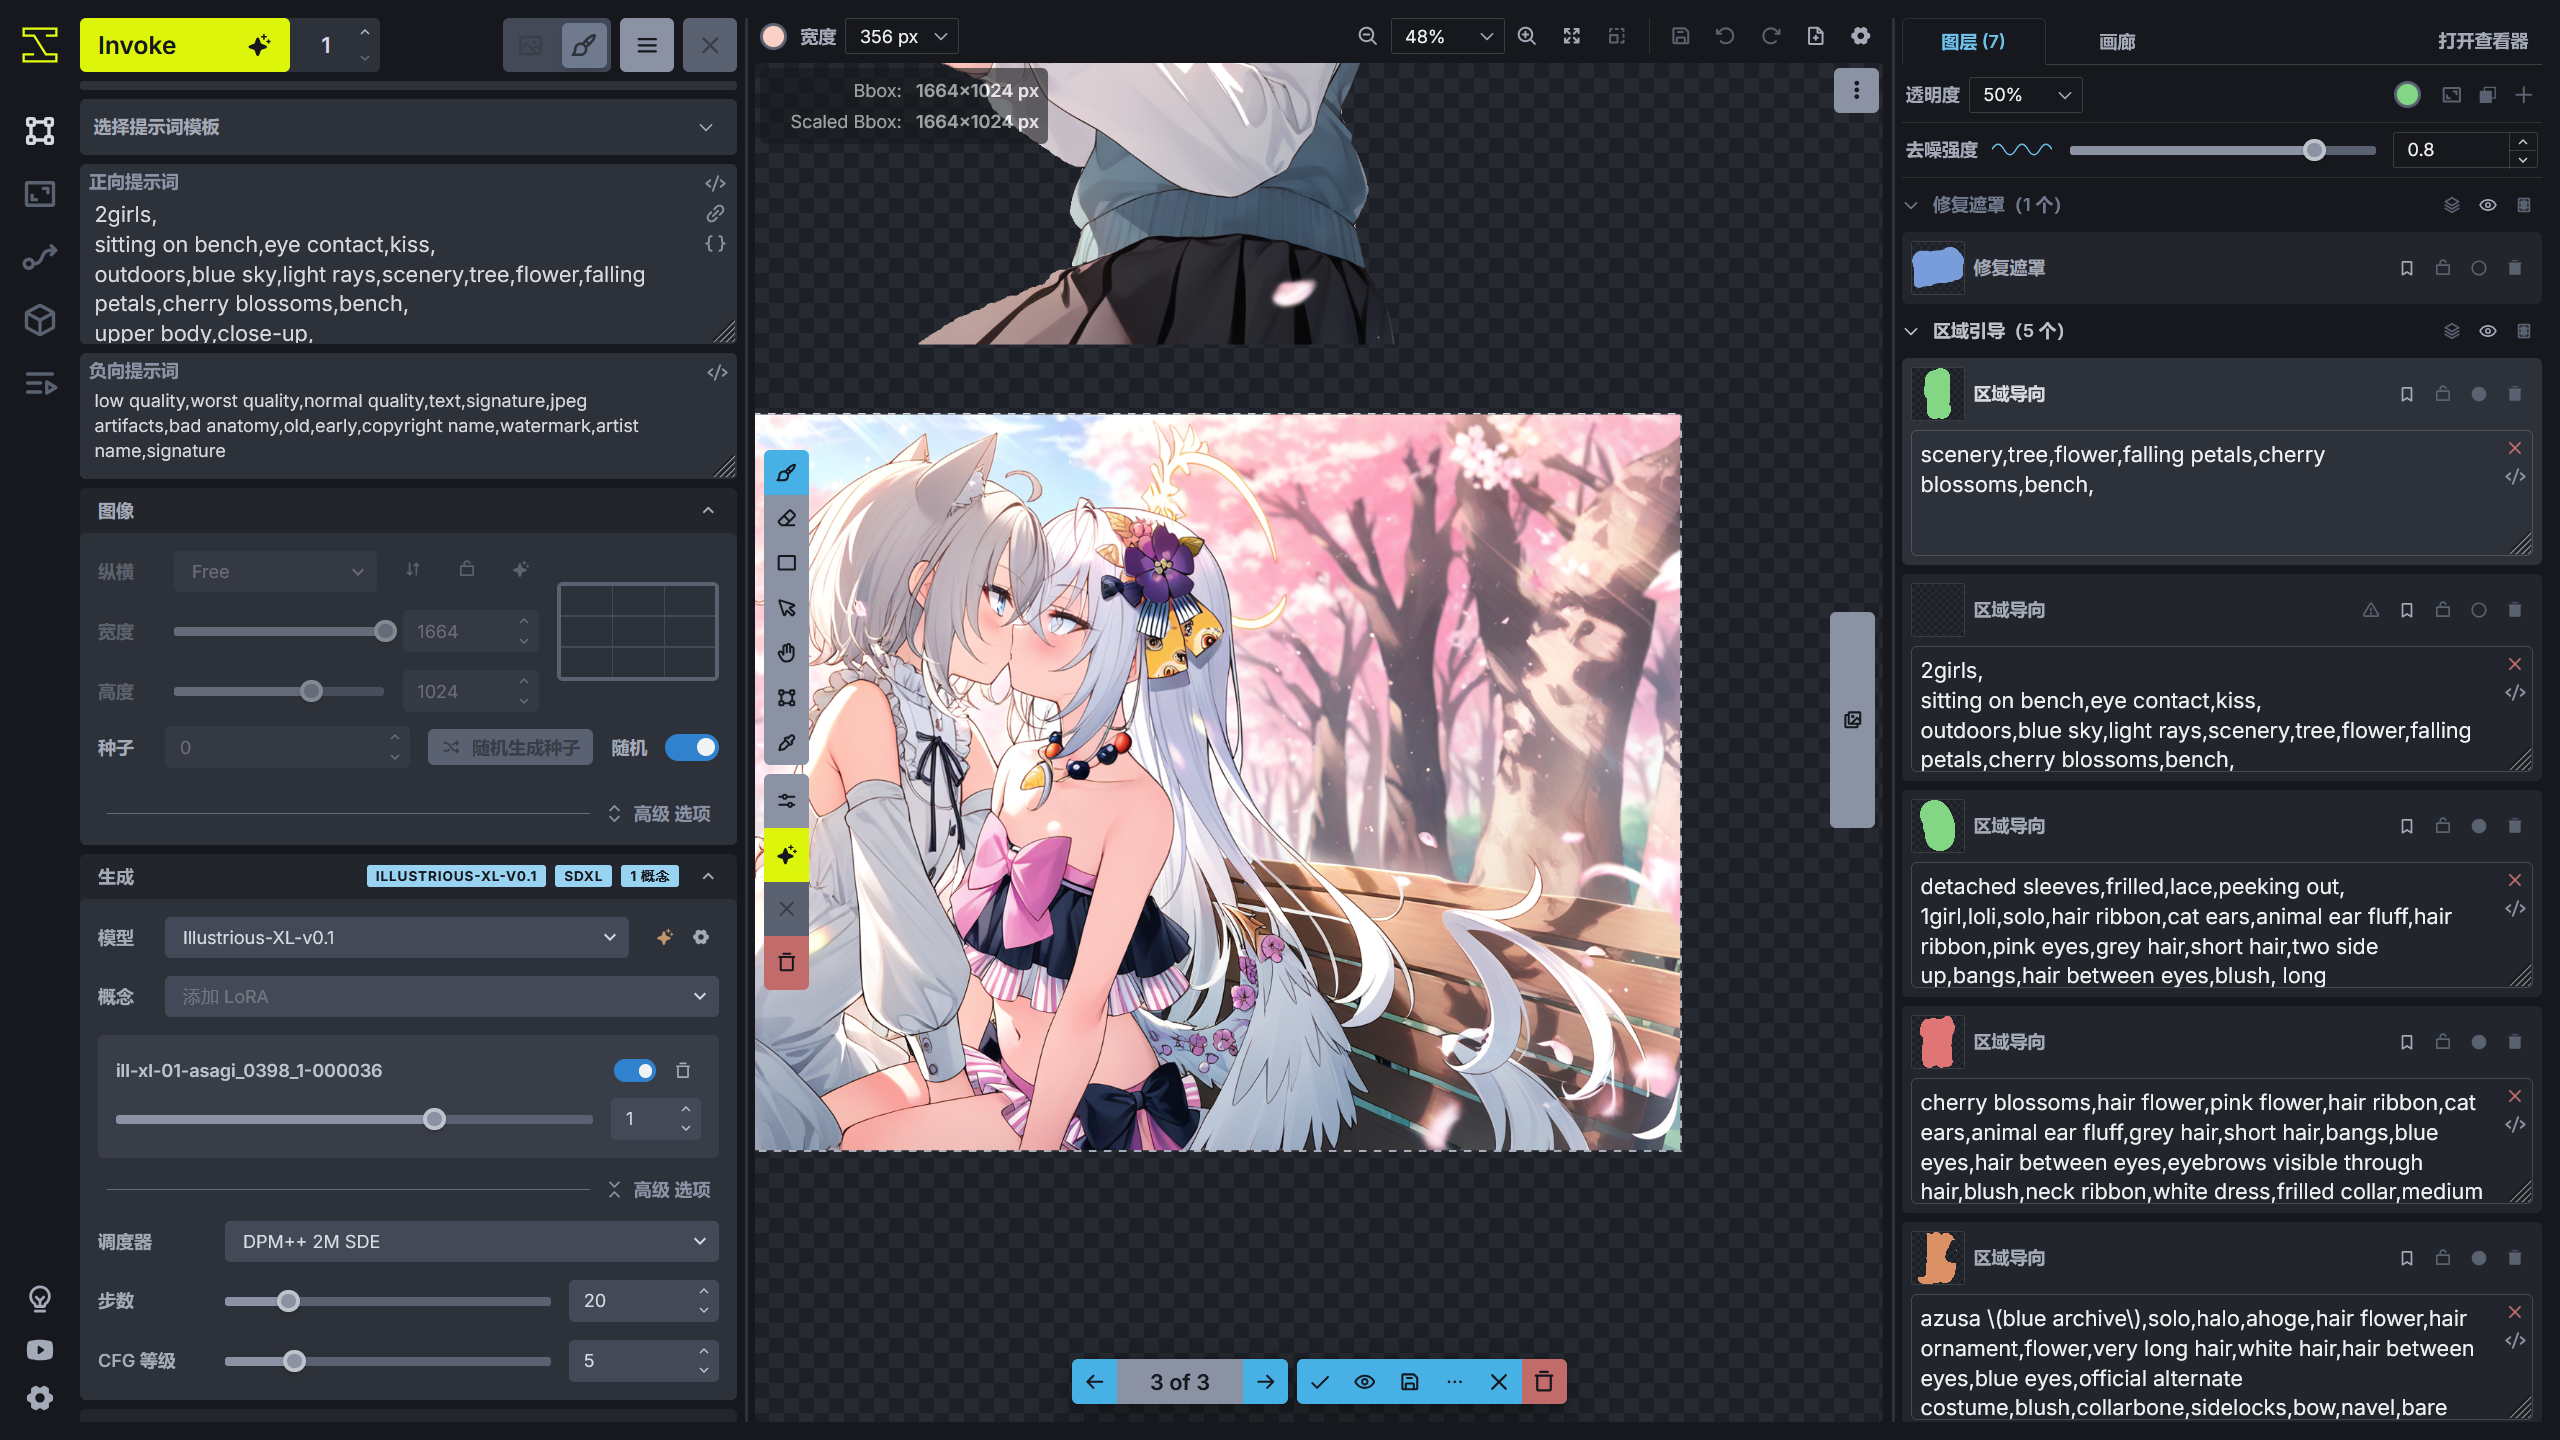 Invoke
1
选择提示词模板
正向提示词
2girls,
sitting on bench,eye contact,kiss,
outdoors,blue sky,light rays,scenery,tree,flower,falling
petals,cherry blossoms,bench,
upper body,close-up,
负向提示词
low quality,worst quality,normal quality,text,signature,jpeg
artifacts,bad anatomy,old,early,copyright name,watermark,artist
name,signature
图像
纵横
Free
宽度
1664
高度
1024
种子
0
随机生成种子
随机
高级 选项
生成
ILLUSTRIOUS-XL-V0.1
SDXL
1 概念
模型
Illustrious-XL-v0.1
概念
添加 LoRA
ill-xl-01-asagi_0398_1-000036
1
高级 选项
调度器
DPM++ 2M SDE
步数
20
CFG 等级
5
宽度
356 px
48%
Bbox: 1664×1024 px
Scaled Bbox: 1664×1024 px
3 of 3
图层 (7)
画廊
打开查看器
透明度
50%
去噪强度
0.8
修复遮罩 (1 个)
修复遮罩
区域引导 (5 个)
区域导向
scenery,tree,flower,falling petals,cherry
blossoms,bench,
区域导向
2girls,
sitting on bench,eye contact,kiss,
outdoors,blue sky,light rays,scenery,tree,flower,falling
petals,cherry blossoms,bench,
区域导向
detached sleeves,frilled,lace,peeking out,
1girl,loli,solo,hair ribbon,cat ears,animal ear fluff,hair
ribbon,pink eyes,grey hair,short hair,two side
up,bangs,hair between eyes,blush, long
区域导向
cherry blossoms,hair flower,pink flower,hair ribbon,cat
ears,animal ear fluff,grey hair,short hair,bangs,blue
eyes,hair between eyes,eyebrows visible through
hair,blush,neck ribbon,white dress,frilled collar,medium
区域导向
azusa \(blue archive\),solo,halo,ahoge,hair flower,hair
ornament,flower,very long hair,white hair,hair between
eyes,blue eyes,official alternate
costume,blush,collarbone,sidelocks,bow,navel,bare